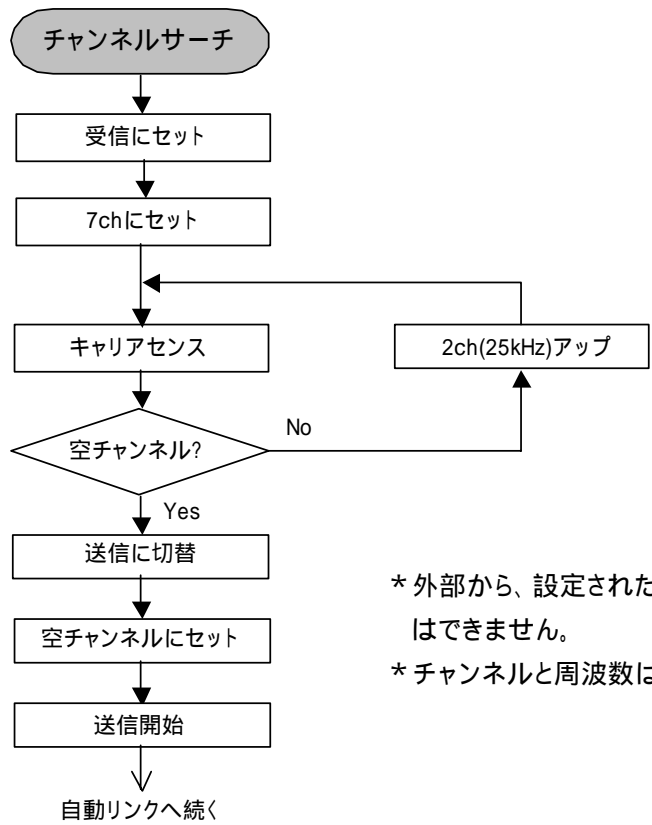 チャンネルサーチ
受信にセット
7chにセット
キャリアセンス
2ch(25kHz)アップ
空チャンネル?
No
Yes
送信に切替
空チャンネルにセット
送信開始
自動リンクへ続く
*外部から、設定された
はできません。
*チャンネルと周波数は